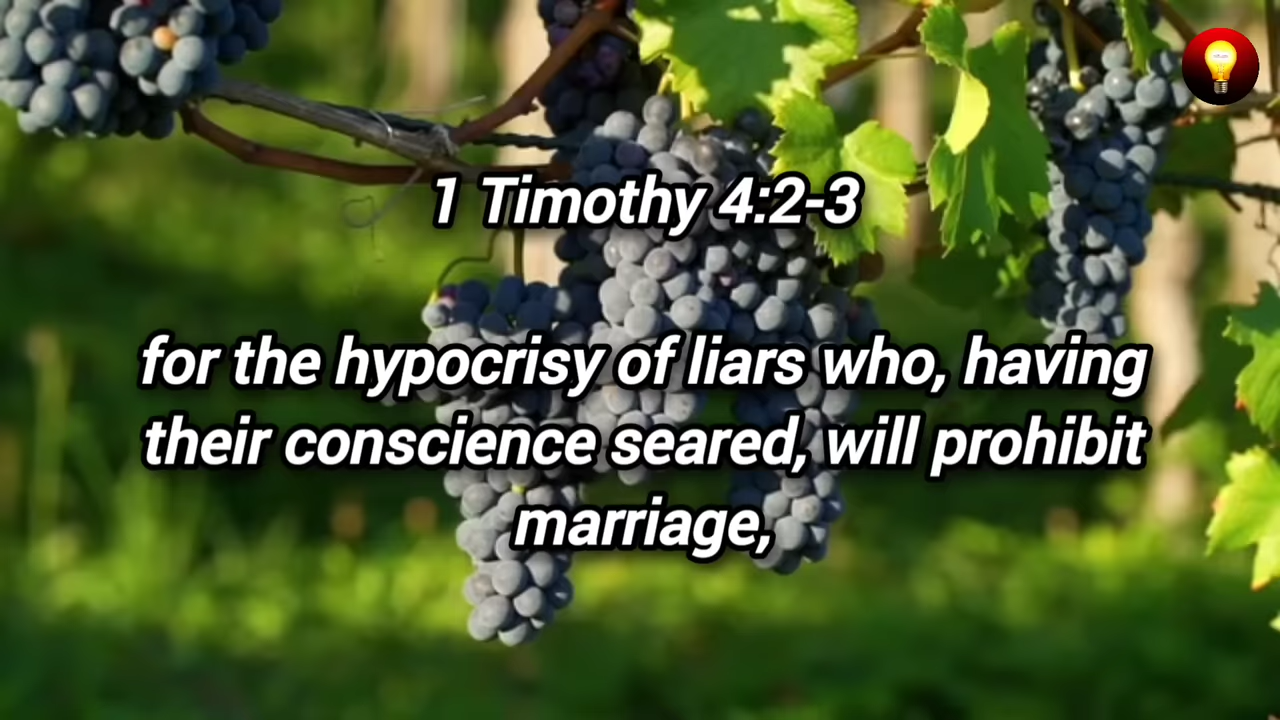 1 Timothy 4:2-3
for the hypocrisy of liars who, having
their conscience seared, will prohibit
marriage,